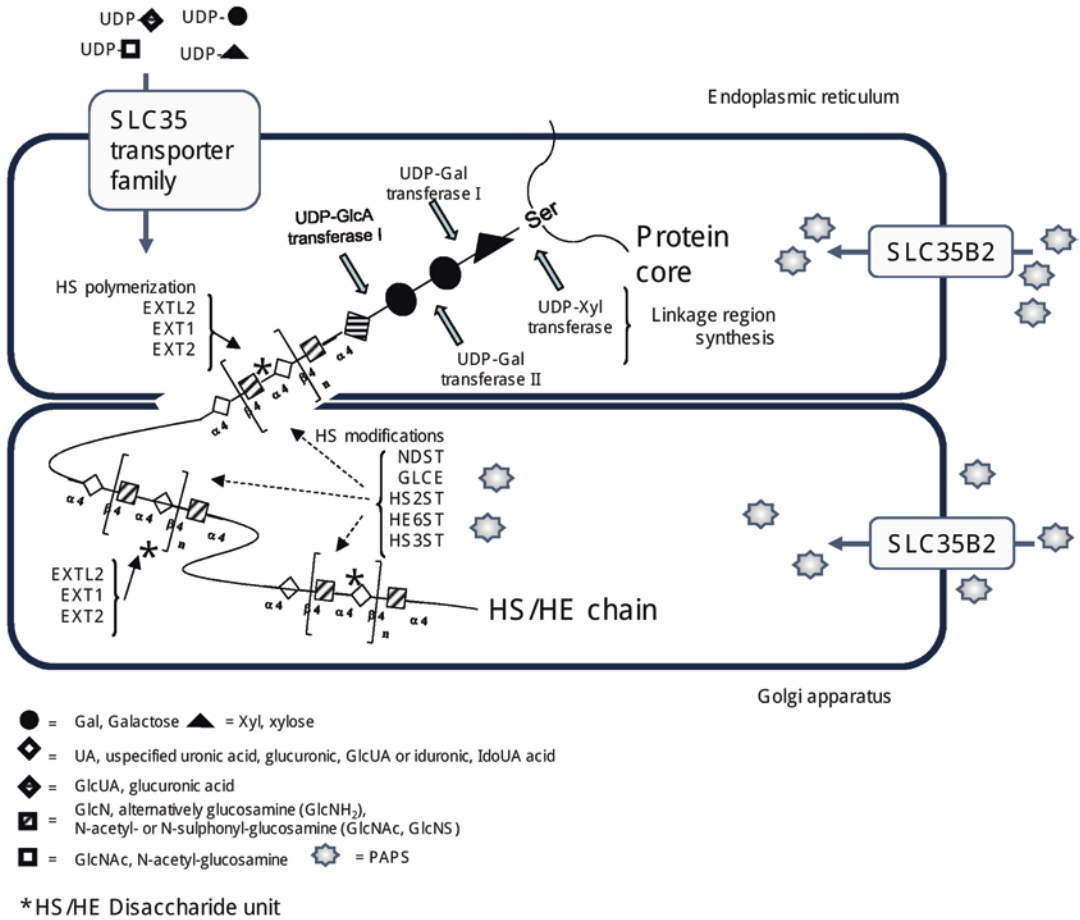 UDP-
UDP-
UDP-
UDP-
SLC35
transporter
family
Endoplasmic reticulum
UDP-Gal
transferase I
UDP-GlcA
transferase I
Ser
Protein
core
SLC35B2
HS polymerization
EXTL2
EXT1
EXT2
UDP-Xyl
transferase
Linkage region
synthesis
UDP-Gal
transferase II
*
α4
β4
α4
β4
n
α4
HS modifications
NDST
GLCE
HS2ST
HE6ST
HS3ST
α4
β4
α4
β4
n
α4
*
SLC35B2
EXTL2
EXT1
EXT2
*
α4
β4
α4
β4
n
α4
HS/HE chain
Golgi apparatus
= Gal, Galactose = Xyl, xylose
= UA, uspecified uronic acid, glucuronic, GlcUA or iduronic, IdoUA acid
= GlcUA, glucuronic acid
= GlcN, alternatively glucosamine (GlcNH₂),
N-acetyl- or N-sulphonyl-glucosamine (GlcNAc, GlcNS)
= GlcNAc, N-acetyl-glucosamine = PAPS
*HS/HE Disaccharide unit